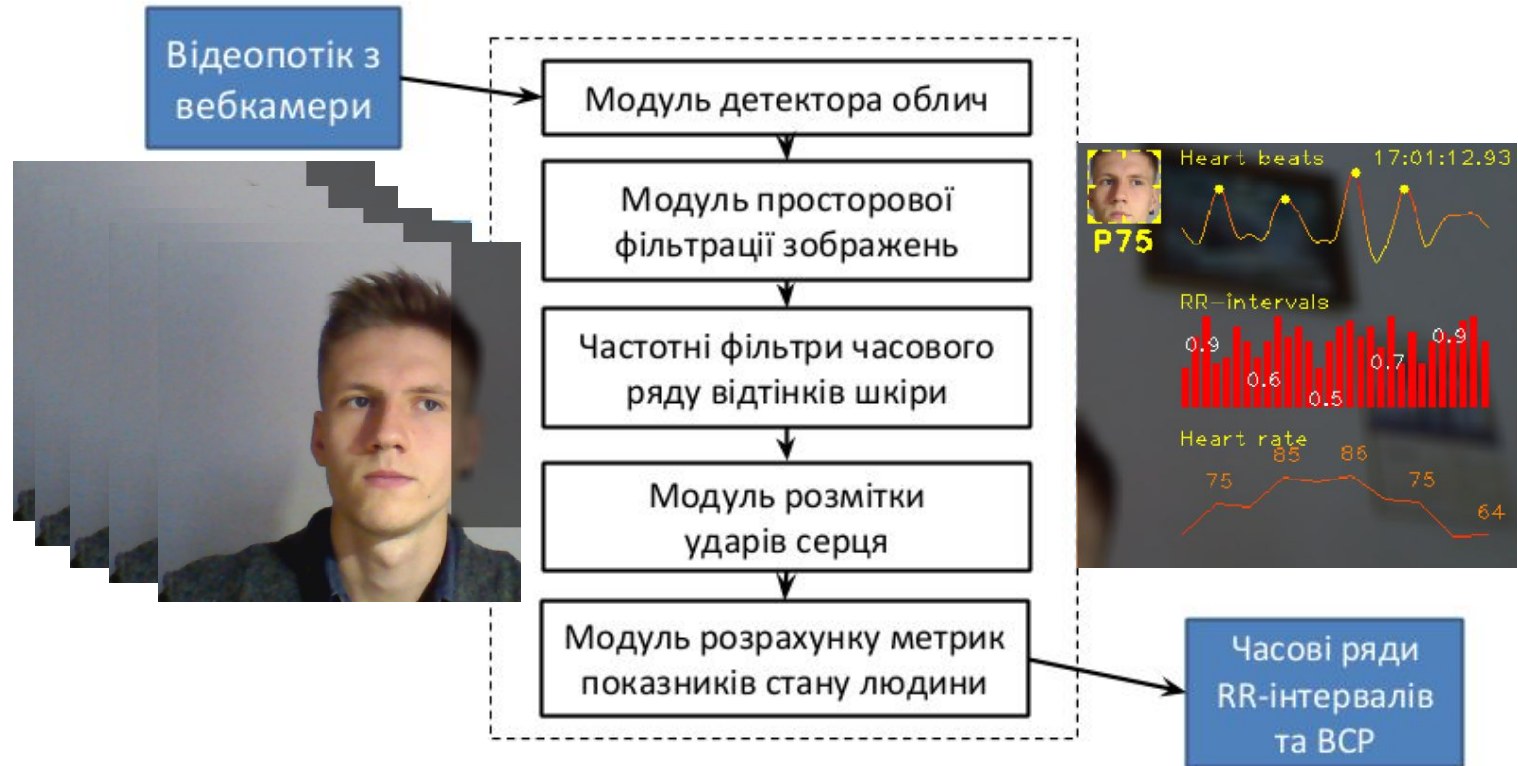 Відеопотік з
вебкамери
Модуль детектора облич
Модуль просторової
фільтрації зображень
Частотні фільтри часового
ряду відтінків шкіри
Модуль розмітки
ударів серця
Модуль розрахунку метрик
показників стану людини
Heart beats 17:01:12.93
P75
RR-intervals
0.9 0.6 0.5 0.7 0.9
Heart rate
75 85 86 75 64
Часові ряди
RR-інтервалів
та ВСР